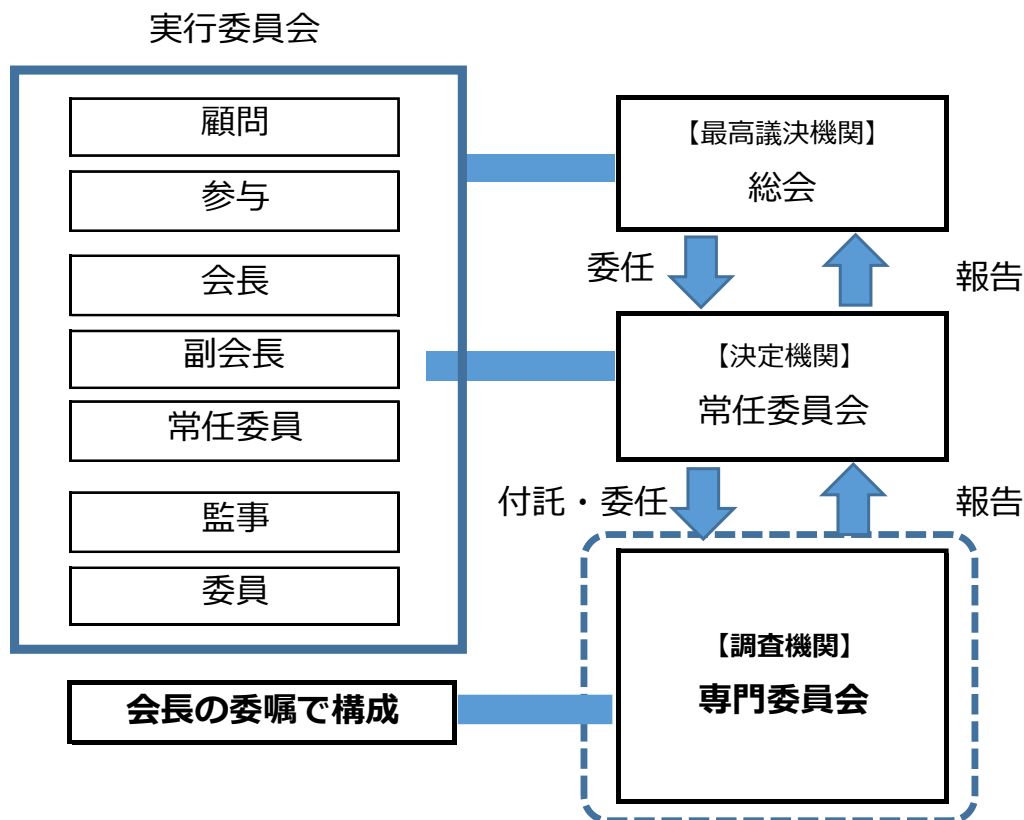 実行委員会
顧問
参与
会長
副会長
常任委員
監事
委員
会長の委嘱で構成
【最高議決機関】
総会
委任
報告
【決定機関】
常任委員会
付託・委任
報告
【調査機関】
専門委員会